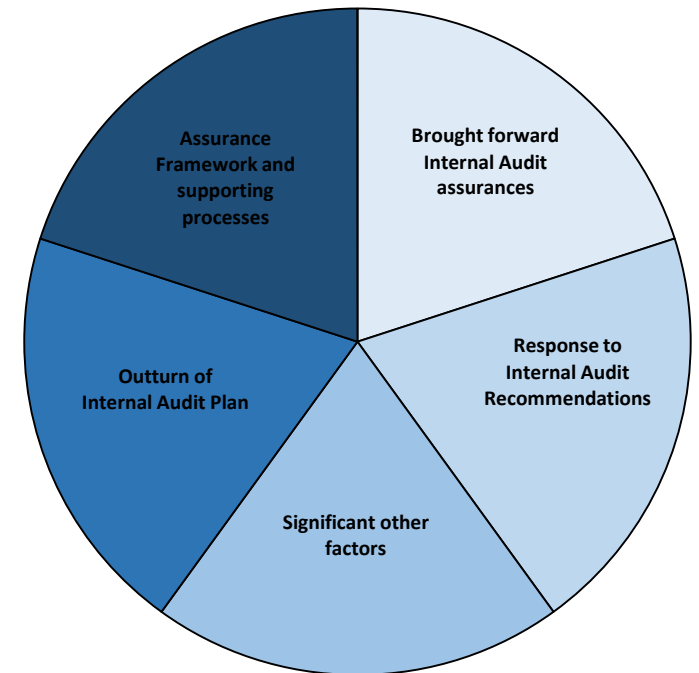 Assurance
Framework and
supporting
processes
Brought forward
Internal Audit
assurances
Response to
Internal Audit
Recommendations
Outturn of
Internal Audit Plan
Significant other
factors